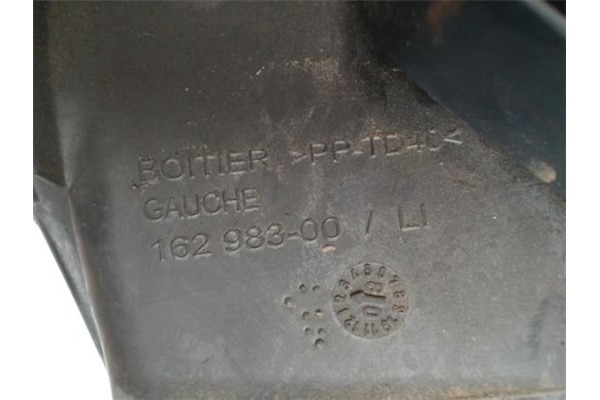 BOITIER >PP-TD40<
GAUCHE
162 983-00 / LI